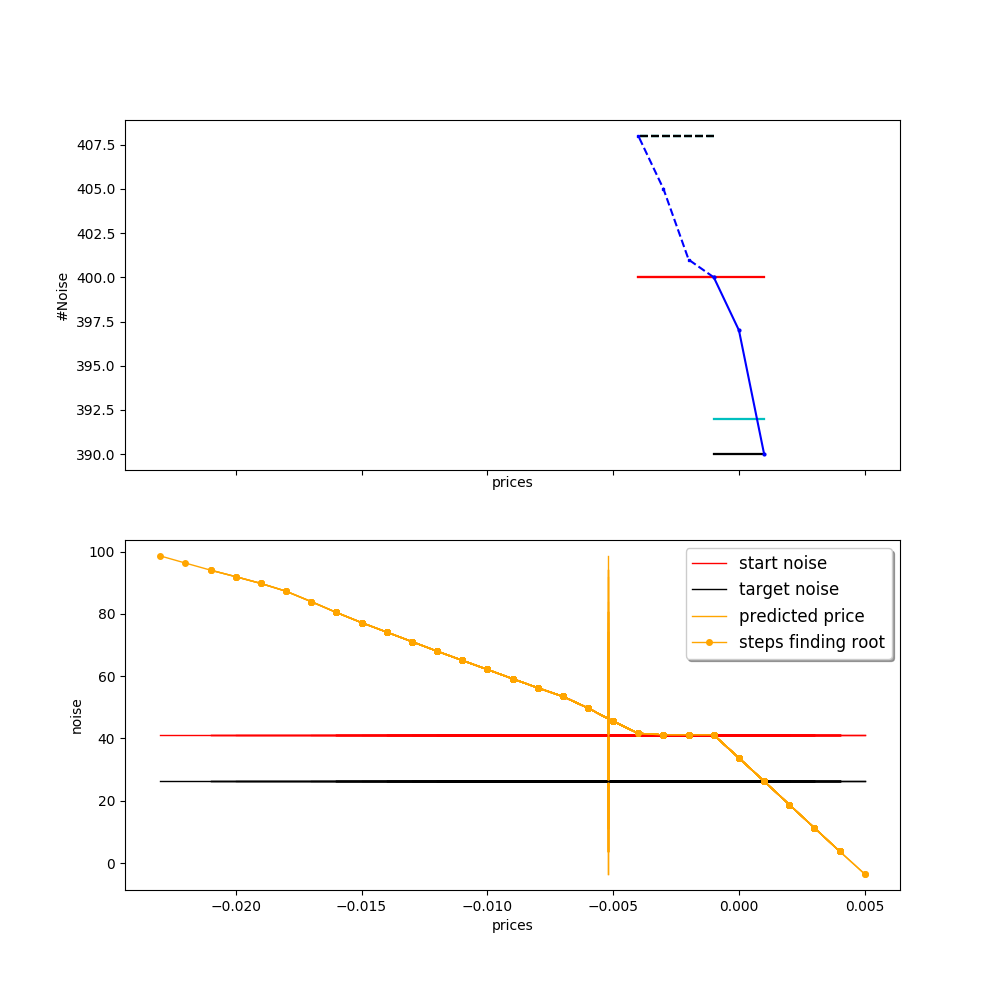 407.5
405.0
402.5
400.0
397.5
395.0
392.5
390.0
#Noise
prices
100
80
60
40
20
0
noise
start noise
target noise
predicted price
steps finding root
−0.020
−0.015
−0.010
−0.005
0.000
0.005
prices